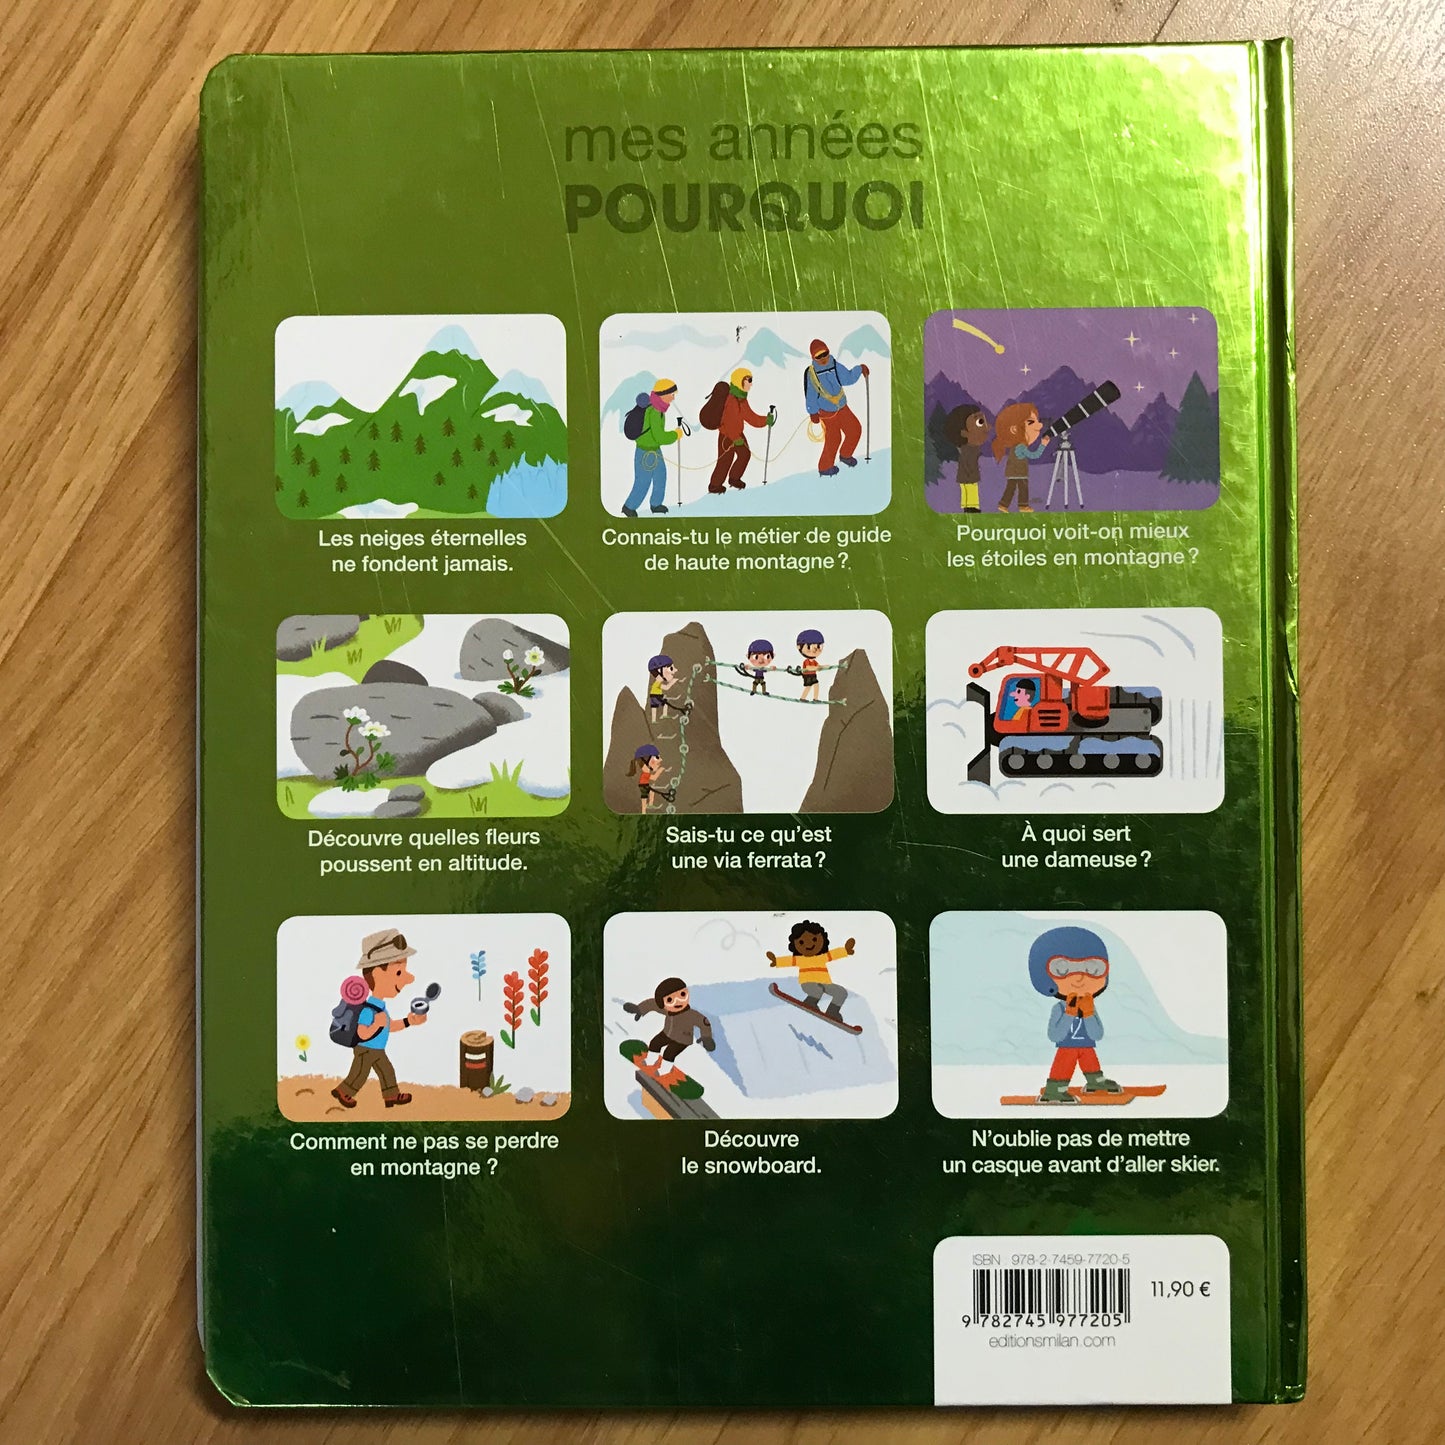 mes années
POURQUOI
Les neiges éternelles
ne fondent jamais.
Connais-tu le métier de guide
de haute montagne ?
Pourquoi voit-on mieux
les étoiles en montagne ?
Découvre quelles fleurs
poussent en altitude.
Sais-tu ce qu'est
une via ferrata ?
À quoi sert
une dameuse ?
Comment ne pas se perdre
en montagne ?
Découvre
le snowboard.
N'oublie pas de mettre
un casque avant d'aller skier.
ISBN : 978-2-7459-7720-5
11,90 €
9 782745 977205
editionsmilan.com